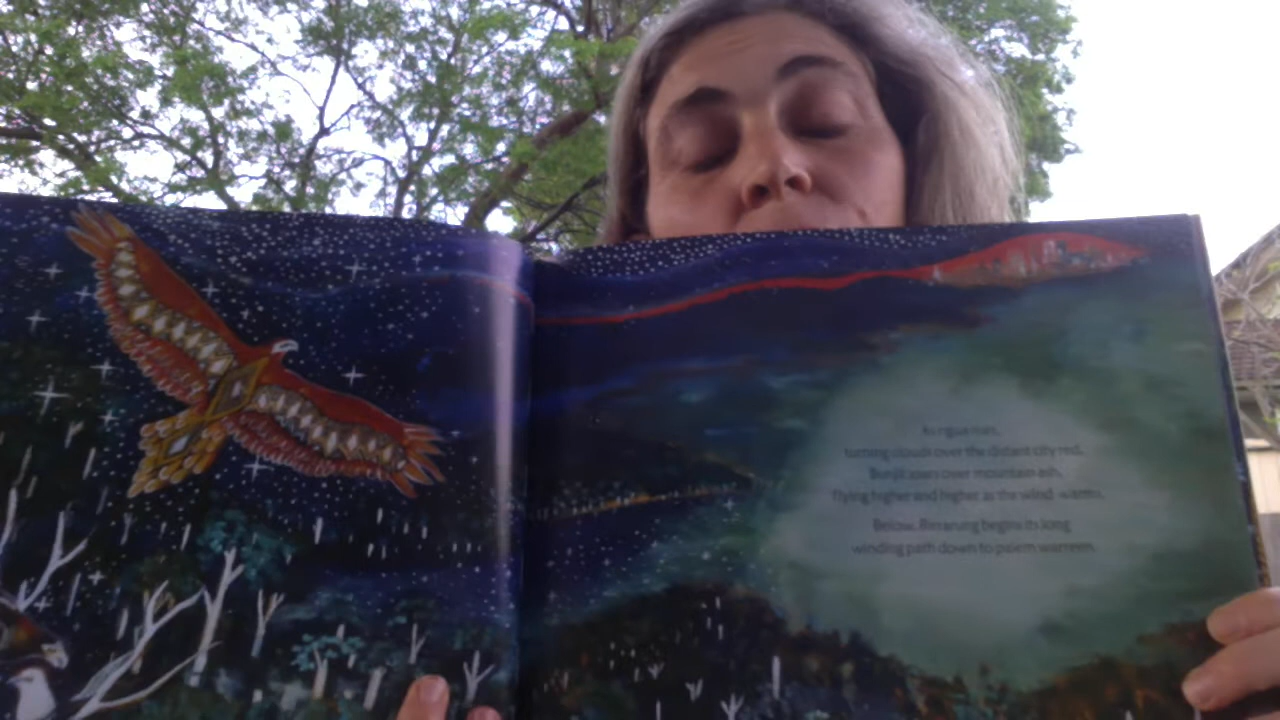 As ngua rises,
turning clouds over the distant city red,
Bunjil soars over mountain ash,
flying higher and higher as the wind warms.
Below, Birrarung begins its long
winding path down to palem warreen.